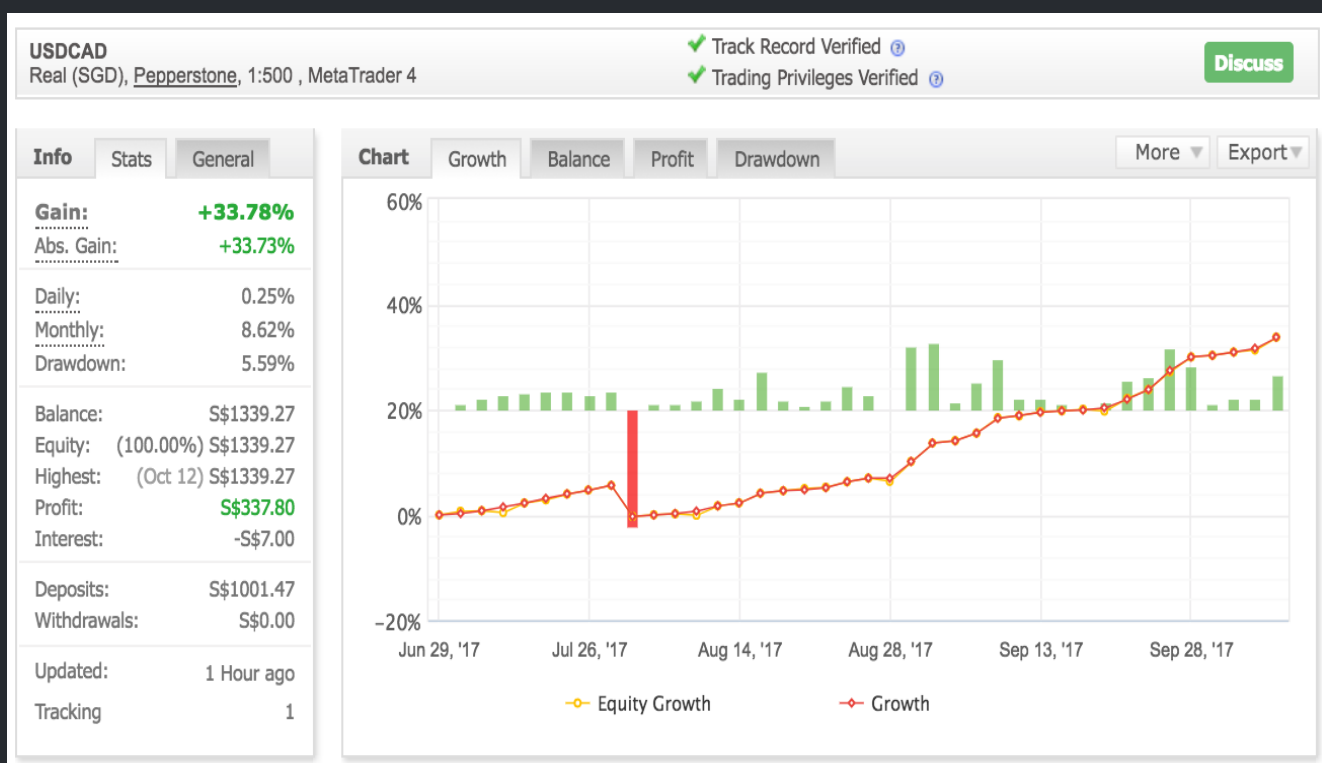 USDCAD
Real (SGD), Pepperstone, 1:500 , MetaTrader 4
Track Record Verified ?
Trading Privileges Verified ?
Discuss
Info Stats General
Gain: +33.78%
Abs. Gain: +33.73%
Daily: 0.25%
Monthly: 8.62%
Drawdown: 5.59%
Balance: S$1339.27
Equity: (100.00%) S$1339.27
Highest: (Oct 12) S$1339.27
Profit: S$337.80
Interest: -S$7.00
Deposits: S$1001.47
Withdrawals: S$0.00
Updated: 1 Hour ago
Tracking 1
Chart Growth Balance Profit Drawdown More Export
60%
40%
20%
0%
-20%
Jun 29, '17 Jul 26, '17 Aug 14, '17 Aug 28, '17 Sep 13, '17 Sep 28, '17
Equity Growth Growth